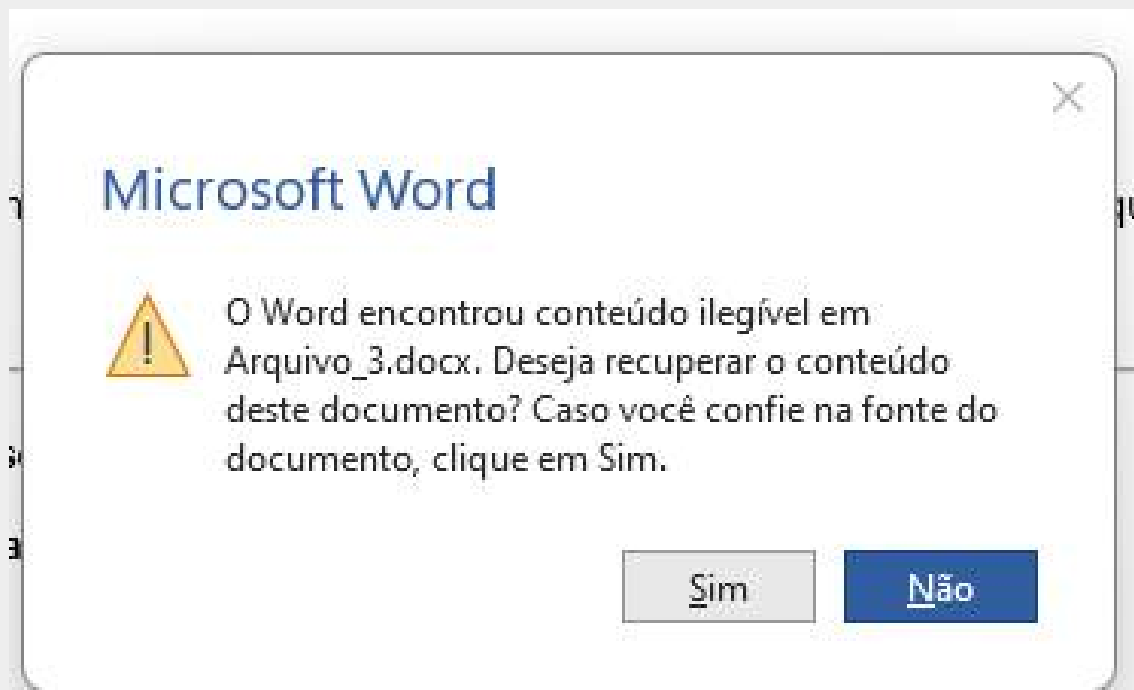 Microsoft Word
O Word encontrou conteúdo ilegível em
Arquivo_3.docx. Deseja recuperar o conteúdo
deste documento? Caso você confie na fonte do
documento, clique em Sim.
Sim
Não